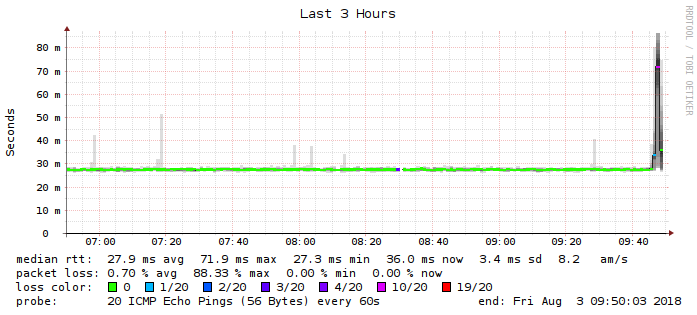 Last 3 Hours
RRDTOOL / TOBI OETIKER
Seconds
80 m
70 m
60 m
50 m
40 m
30 m
20 m
10 m
0
07:00 07:20 07:40 08:00 08:20 08:40 09:00 09:20 09:40
median rtt: 27.9 ms avg 71.9 ms max 27.3 ms min 36.0 ms now 3.4 ms sd 8.2 am/s
packet loss: 0.70 % avg 88.33 % max 0.00 % min 0.00 % now
loss color: 0 1/20 2/20 3/20 4/20 10/20 19/20
probe: 20 ICMP Echo Pings (56 Bytes) every 60s end: Fri Aug 3 09:50:03 2018